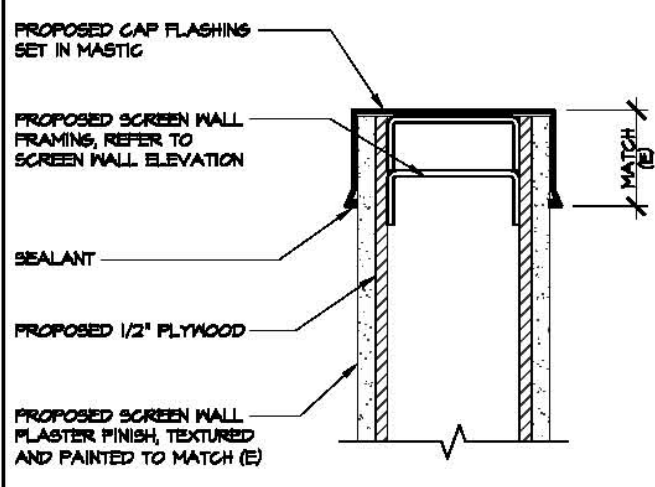 PROPOSED CAP FLASHING
SET IN MASTIC
PROPOSED SCREEN WALL
FRAMING, REFER TO
SCREEN WALL ELEVATION
MATCH
(E)
SEALANT
PROPOSED 1/2" PLYWOOD
PROPOSED SCREEN WALL
PLASTER FINISH, TEXTURED
AND PAINTED TO MATCH (E)